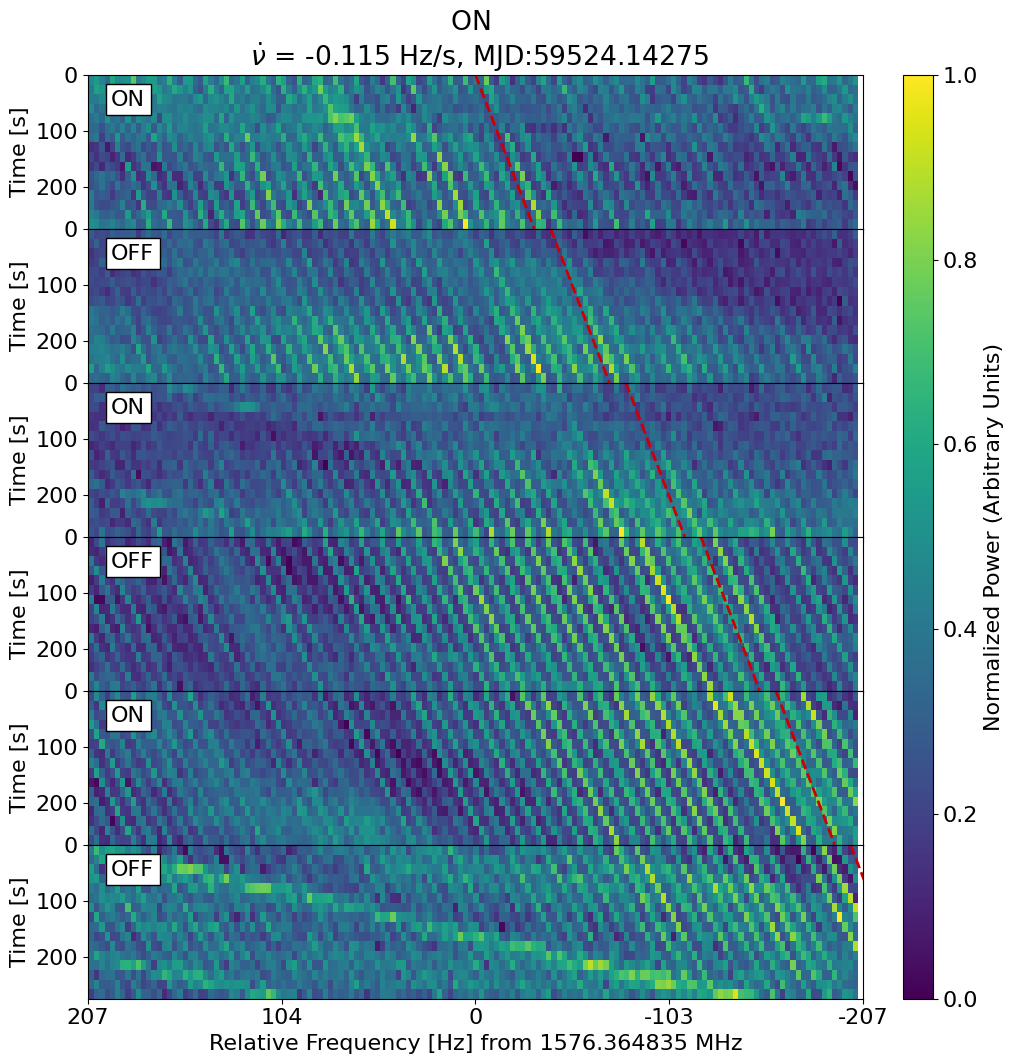 ON
ν̇ = -0.115 Hz/s, MJD:59524.14275
0
ON
100
Time [s]
200
0
OFF
100
Time [s]
200
0
ON
100
Time [s]
200
0
OFF
100
Time [s]
200
0
ON
100
Time [s]
200
0
OFF
100
Time [s]
200
207 104 0 -103 -207
Relative Frequency [Hz] from 1576.364835 MHz
1.0
0.8
0.6
0.4
0.2
0.0
Normalized Power (Arbitrary Units)